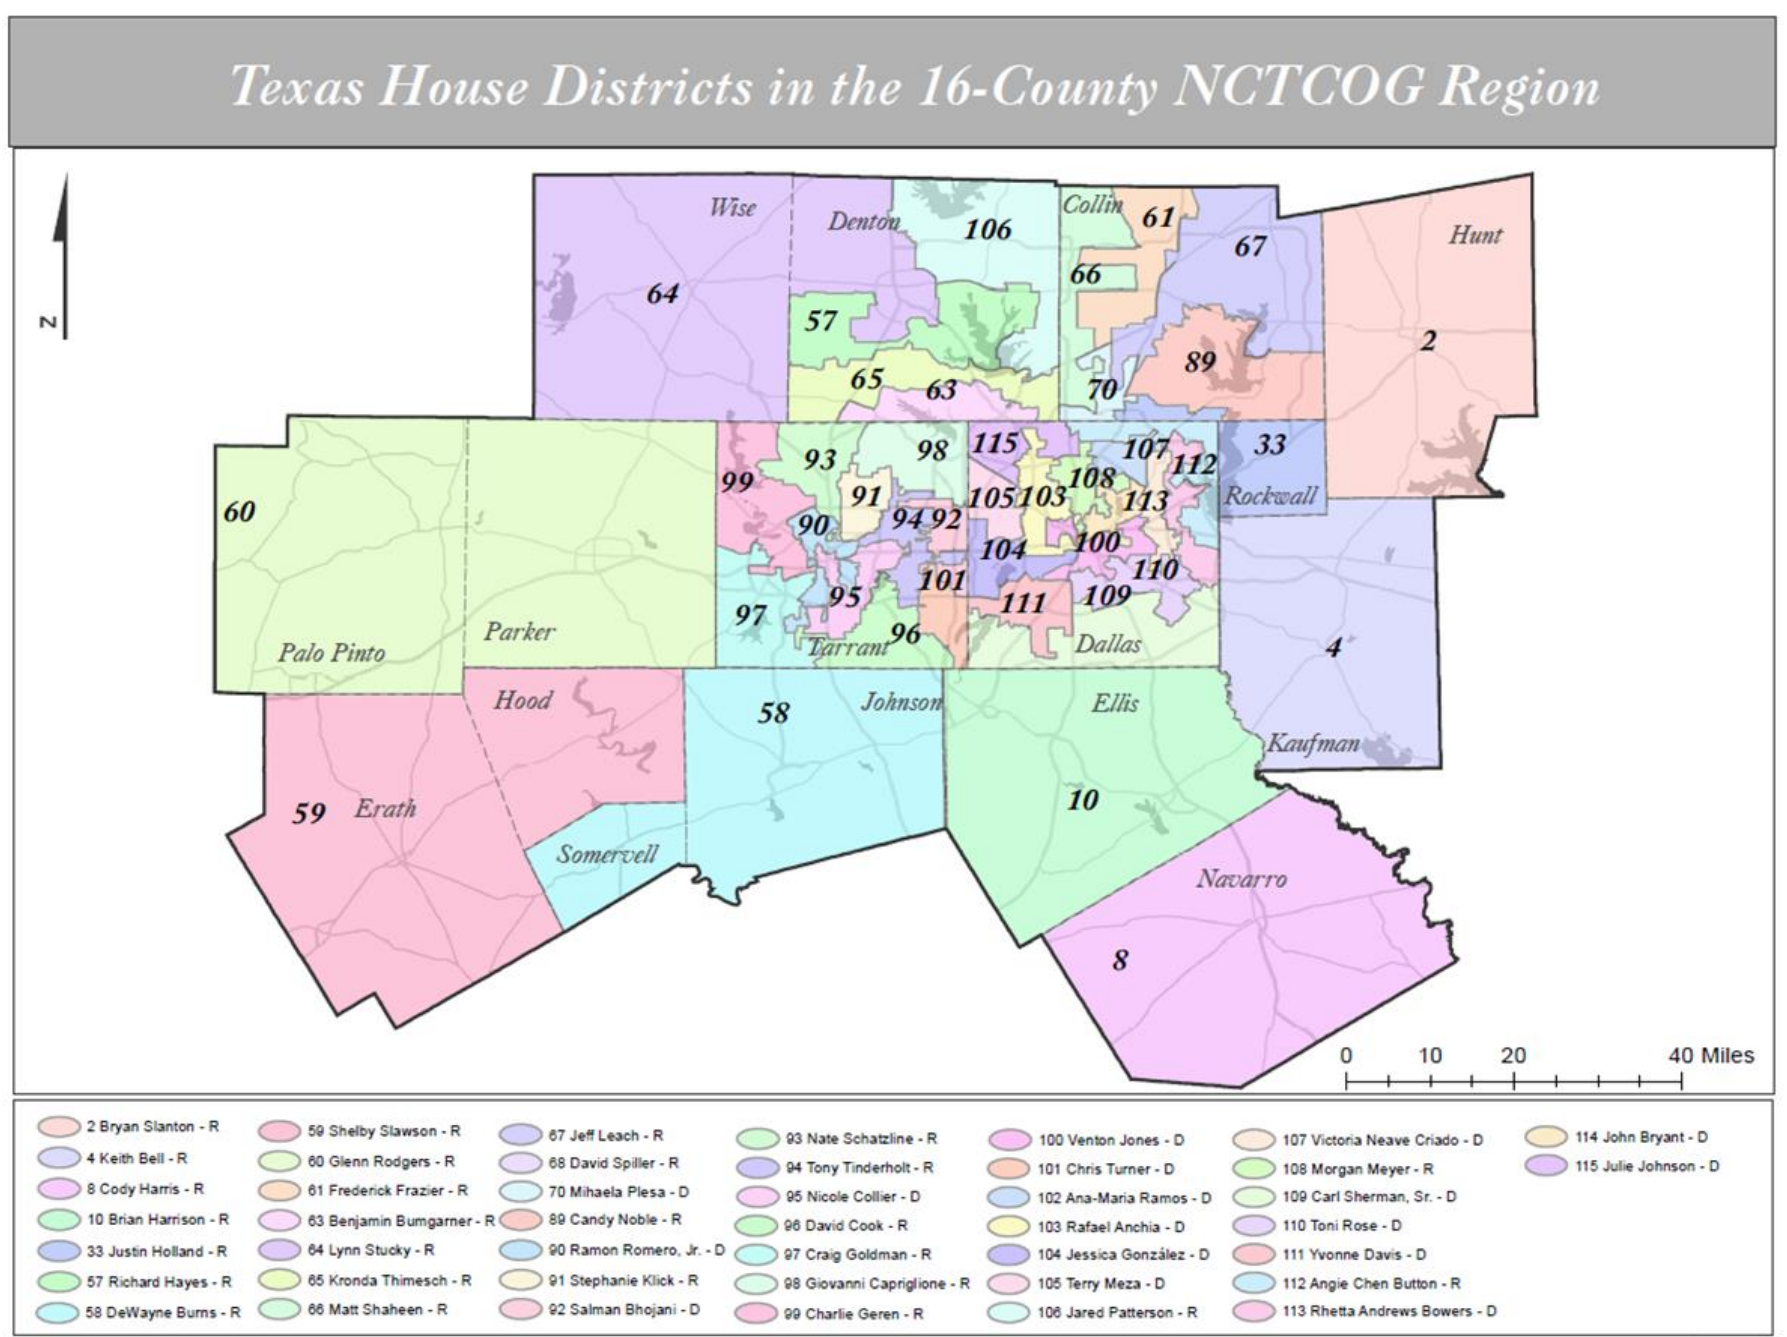 Texas House Districts in the 16-County NCTCOG Region
N
Wise
Denton
Collin
Hunt
106
61
67
66
64
57
2
65
63
89
70
60
99
93
98
115
107
112
33
108
91
105
103
113
Rockwall
90
94
92
104
100
110
101
109
95
111
97
96
Tarrant
Dallas
4
Palo Pinto
Parker
Hood
58
Johnson
Ellis
Kaufman
59
Erath
10
Somervell
Navarro
8
0 10 20 40 Miles
2 Bryan Slanton - R
4 Keith Bell - R
8 Cody Harris - R
10 Brian Harrison - R
33 Justin Holland - R
57 Richard Hayes - R
58 DeWayne Burns - R
59 Shelby Slawson - R
60 Glenn Rodgers - R
61 Frederick Frazier - R
63 Benjamin Bumgarner - R
64 Lynn Stucky - R
65 Kronda Thimesch - R
66 Matt Shaheen - R
67 Jeff Leach - R
68 David Spiller - R
70 Mihaela Plesa - D
89 Candy Noble - R
90 Ramon Romero, Jr. - D
91 Stephanie Klick - R
92 Salman Bhojani - D
93 Nate Schatzline - R
94 Tony Tinderholt - R
95 Nicole Collier - D
96 David Cook - R
97 Craig Goldman - R
98 Giovanni Capriglione - R
99 Charlie Geren - R
100 Venton Jones - D
101 Chris Turner - D
102 Ana-Maria Ramos - D
103 Rafael Anchia - D
104 Jessica González - D
105 Terry Meza - D
106 Jared Patterson - R
107 Victoria Neave Criado - D
108 Morgan Meyer - R
109 Carl Sherman, Sr. - D
110 Toni Rose - D
111 Yvonne Davis - D
112 Angie Chen Button - R
113 Rhetta Andrews Bowers - D
114 John Bryant - D
115 Julie Johnson - D